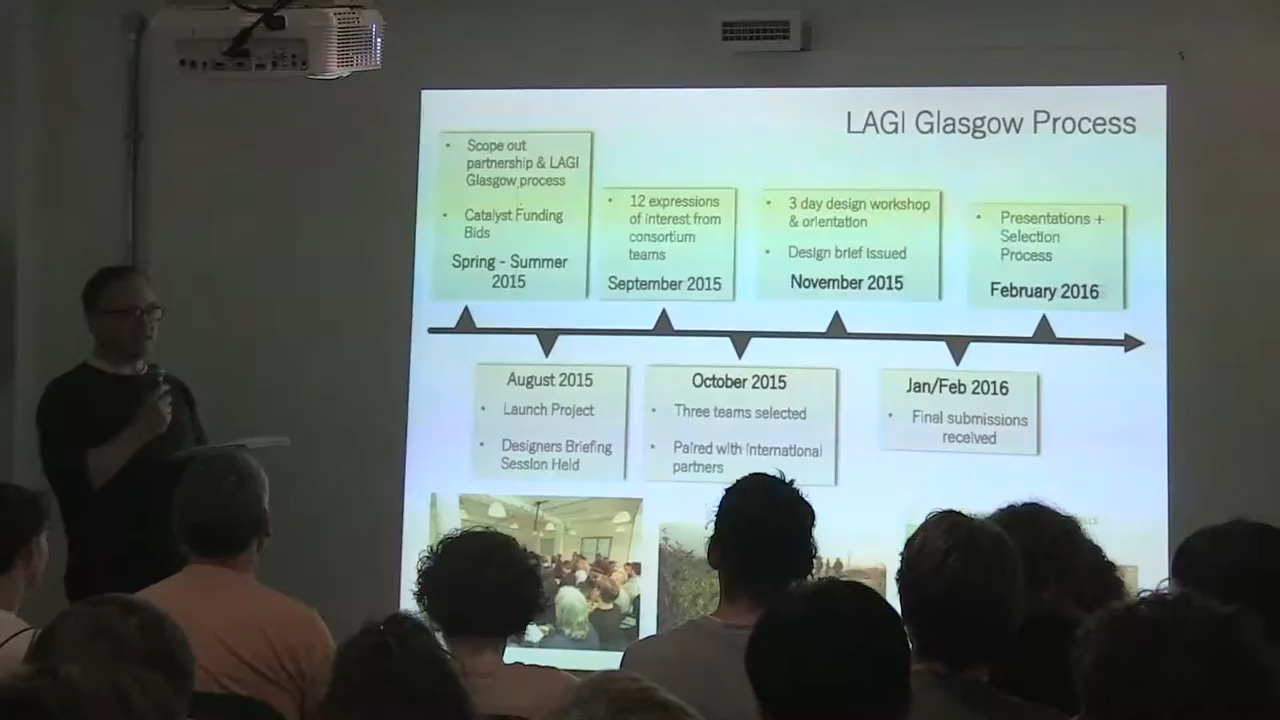 LAGI Glasgow Process
• Scope out
partnership & LAGI
Glasgow process
• Catalyst Funding
Bids
Spring - Summer
2015
• 12 expressions
of interest from
consortium
teams
September 2015
• 3 day design workshop
& orientation
• Design brief issued
November 2015
• Presentations +
Selection
Process
February 2016
August 2015
• Launch Project
• Designers Briefing
Session Held
October 2015
• Three teams selected
• Paired with international
partners
Jan/Feb 2016
• Final submissions
received